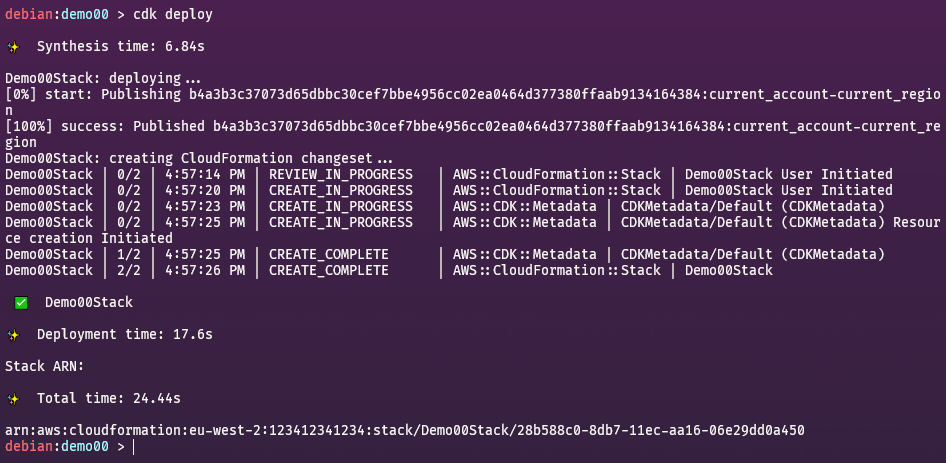 debian:demo00 > cdk deploy
✨  Synthesis time: 6.84s
Demo00Stack: deploying...
[0%] start: Publishing b4a3b3c37073d65dbbc30cef7bbe4956cc02ea0464d377380ffaab9134164384:current_account-current_regio
n
[100%] success: Published b4a3b3c37073d65dbbc30cef7bbe4956cc02ea0464d377380ffaab9134164384:current_account-current_re
gion
Demo00Stack: creating CloudFormation changeset...
Demo00Stack | 0/2 | 4:57:14 PM | REVIEW_IN_PROGRESS   | AWS::CloudFormation::Stack | Demo00Stack User Initiated
Demo00Stack | 0/2 | 4:57:20 PM | CREATE_IN_PROGRESS   | AWS::CloudFormation::Stack | Demo00Stack User Initiated
Demo00Stack | 0/2 | 4:57:23 PM | CREATE_IN_PROGRESS   | AWS::CDK::Metadata | CDKMetadata/Default (CDKMetadata)
Demo00Stack | 0/2 | 4:57:25 PM | CREATE_IN_PROGRESS   | AWS::CDK::Metadata | CDKMetadata/Default (CDKMetadata) Resour
ce creation Initiated
Demo00Stack | 1/2 | 4:57:25 PM | CREATE_COMPLETE      | AWS::CDK::Metadata | CDKMetadata/Default (CDKMetadata)
Demo00Stack | 2/2 | 4:57:26 PM | CREATE_COMPLETE      | AWS::CloudFormation::Stack | Demo00Stack
✅  Demo00Stack
✨  Deployment time: 17.6s
Stack ARN:
✨  Total time: 24.44s
arn:aws:cloudformation:eu-west-2:123412341234:stack/Demo00Stack/28b588c0-8db7-11ec-aa16-06e29dd0a450
debian:demo00 >